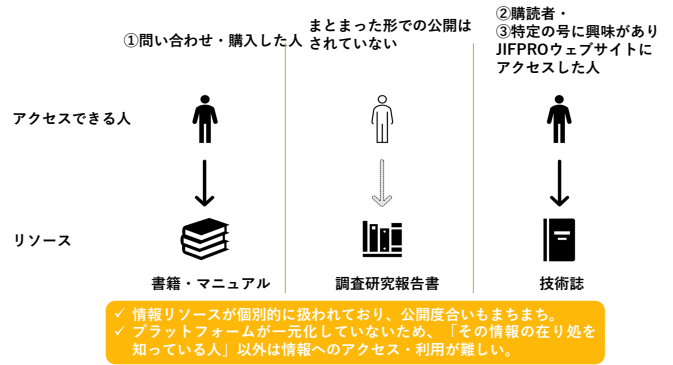 ①問い合わせ・購入した人
まとまった形での公開は
されていない
②購読者・
③特定の号に興味があり
JIFPROウェブサイトに
アクセスした人
アクセスできる人
リソース
書籍・マニュアル
調査研究報告書
技術誌
✓ 情報リソースが個別的に扱われており、公開度合いもまちまち。
✓ プラットフォームが一元化していないため、「その情報の在り処を
知っている人」以外は情報へのアクセス・利用が難しい。